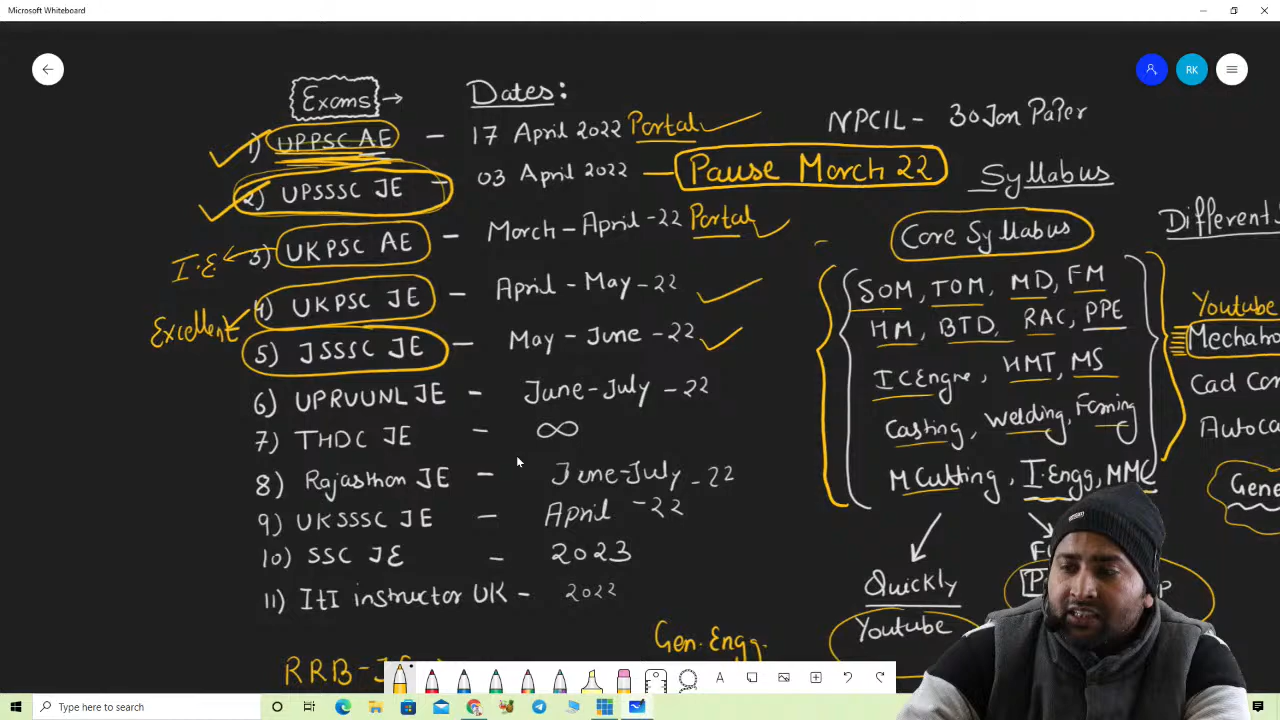 Microsoft Whiteboard
RK
Exams → Dates:
1) UPPSC AE - 17 April 2022 Portal
2) UPSSSC JE - 03 April 2022 - Pause March 22
3) UKPSC AE - March - April -22 Portal
I.E
4) UKPSC JE - April - May -22
Excellent
5) JSSSC JE - May - June -22
6) UPRVUNL JE - June-July -22
7) THDC JE - ∞
8) Rajasthan JE - June-July -22
9) UKSSSC JE - April -22
10) SSC JE - 2023
11) ItI instructor UK - 2022
RRB-J
Gen. Engg.
NPCIL - 30 Jan PaPer
Syllabus
Core Syllabus
SOM, TOM, MD, FM
HM, BTD, RAC, PPE
IC Engne, HMT, MS
Casting, Welding, Forming
M Cutting, I.Engg, MMC
Quickly
Youtube
Different
Youtube
Mechatro
Cad Cam
Autoca
Gene
Type here to search